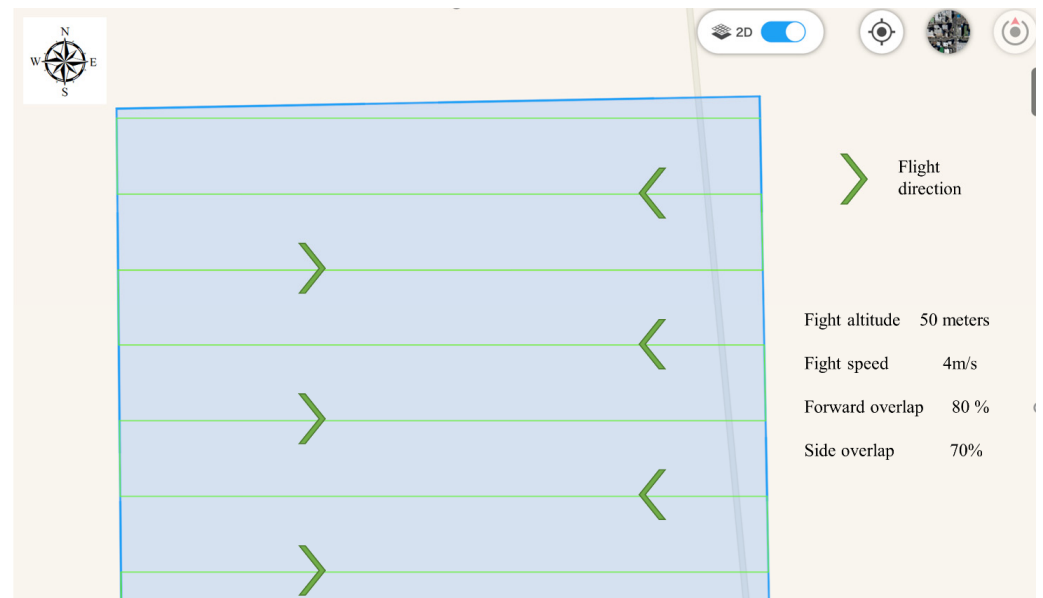 N
2D
W E
S
Flight
direction
Fight altitude 50 meters
Fight speed 4m/s
Forward overlap 80 %
Side overlap 70%